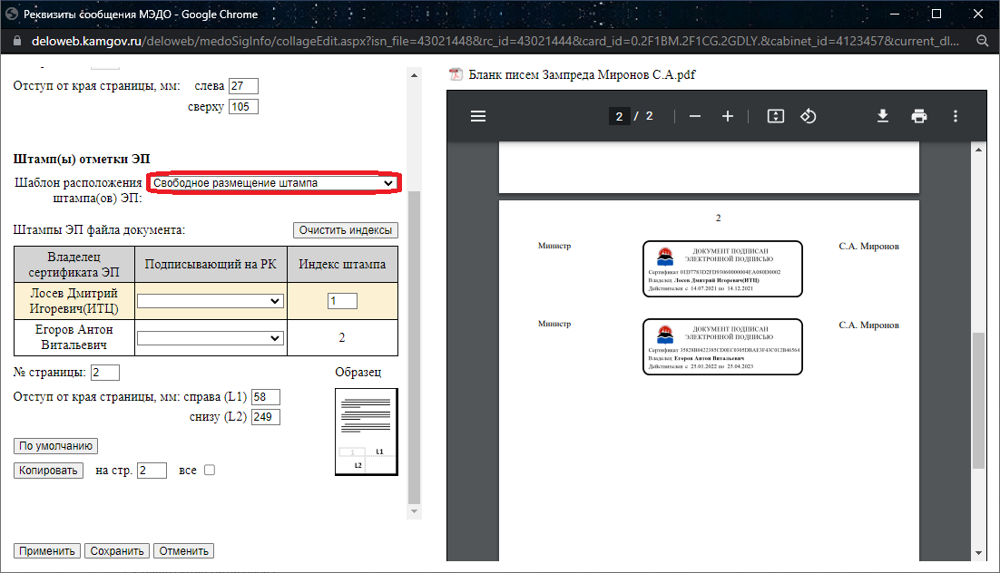 Реквизиты сообщения МЭДО - Google Chrome
deloweb.kamgov.ru/deloweb/medoSigInfo/collageEdit.aspx?isn_file=43021448&rc_id=43021444&card_id=0.2F1BM.2F1CG.2GDLY.&cabinet_id=4123457&current_dl...
Отступ от края страницы, мм: слева 27
сверху 105
Штамп(ы) отметки ЭП
Шаблон расположения
штампа(ов) ЭП:
Свободное размещение штампа
Штампы ЭП файла документа:
Очистить индексы
Владелец
сертификата ЭП
Подписывающий на РК
Индекс штампа
Лосев Дмитрий
Игоревич(ИТЦ)
1
Егоров Антон
Витальевич
2
№ страницы: 2
Образец
Отступ от края страницы, мм: справа (L1) 58
снизу (L2) 249
1 L1
L2
По умолчанию
Копировать на стр. 2 все
Применить Сохранить Отменить
Бланк писем Зампреда Миронов С.А.pdf
2 / 2
2
Министр
ДОКУМЕНТ ПОДПИСАН
ЭЛЕКТРОННОЙ ПОДПИСЬЮ
Сертификат 01D7783D2FD93060000004EA080D0002
Владелец Лосев Дмитрий Игоревич(ИТЦ)
Действителен с 14.07.2021 по 14.12.2021
С.А. Миронов
Министр
ДОКУМЕНТ ПОДПИСАН
ЭЛЕКТРОННОЙ ПОДПИСЬЮ
Сертификат 35828B0422385CD0EC0305DBAE3F43C012B46564
Владелец Егоров Антон Витальевич
Действителен с 25.01.2022 по 25.04.2023
С.А. Миронов